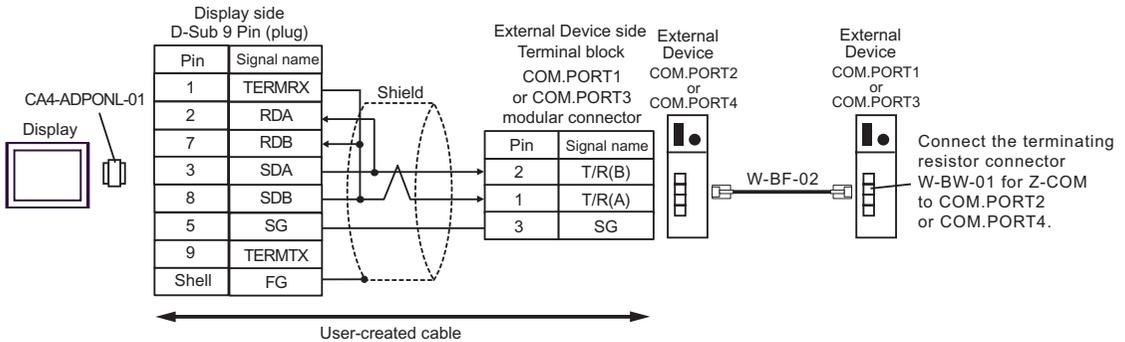 Display side
D-Sub 9 Pin (plug)
Pin Signal name
1 TERMRX
2 RDA
7 RDB
3 SDA
8 SDB
5 SG
9 TERMTX
Shell FG
CA4-ADPONL-01
Display
Shield
External Device side
Terminal block
COM.PORT1
or COM.PORT3
modular connector
Pin Signal name
2 T/R(B)
1 T/R(A)
3 SG
External
Device
COM.PORT2
or
COM.PORT4
W-BF-02
External
Device
COM.PORT1
or
COM.PORT3
Connect the terminating
resistor connector
W-BW-01 for Z-COM
to COM.PORT2
or COM.PORT4.
User-created cable